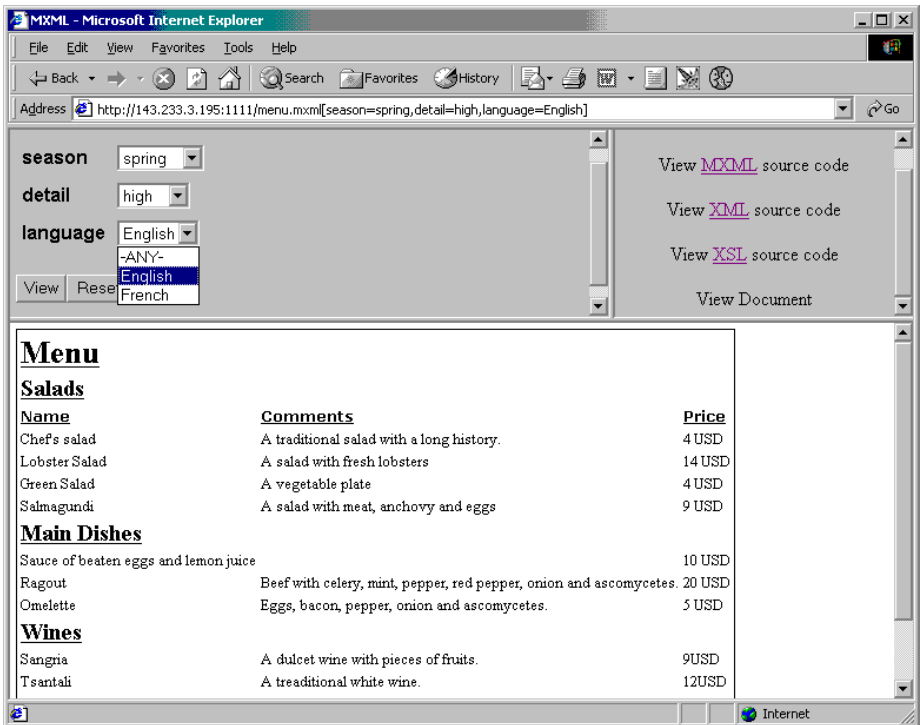 MXML - Microsoft Internet Explorer
File Edit View Favorites Tools Help
Back Search Favorites History
Address http://143.233.3.195:1111/menu.mxml[season=spring,detail=high,language=English] Go
season spring
detail high
language English
-ANY-
English
French
View Rese
View MXML source code
View XML source code
View XSL source code
View Document
Menu
Salads
Name Comments Price
Chef's salad A traditional salad with a long history. 4 USD
Lobster Salad A salad with fresh lobsters 14 USD
Green Salad A vegetable plate 4 USD
Salmagundi A salad with meat, anchovy and eggs 9 USD
Main Dishes
Sauce of beaten eggs and lemon juice 10 USD
Ragout Beef with celery, mint, pepper, red pepper, onion and ascomycetes. 20 USD
Omelette Eggs, bacon, pepper, onion and ascomycetes. 5 USD
Wines
Sangria A dulcet wine with pieces of fruits. 9USD
Tsantali A treaditional white wine. 12USD
Internet